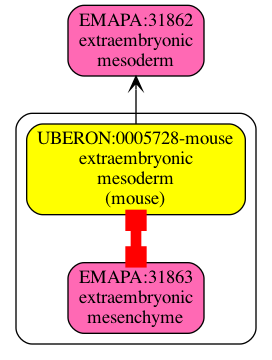 EMAPA:31862
extraembryonic
mesoderm
UBERON:0005728-mouse
extraembryonic
mesoderm
(mouse)
EMAPA:31863
extraembryonic
mesenchyme